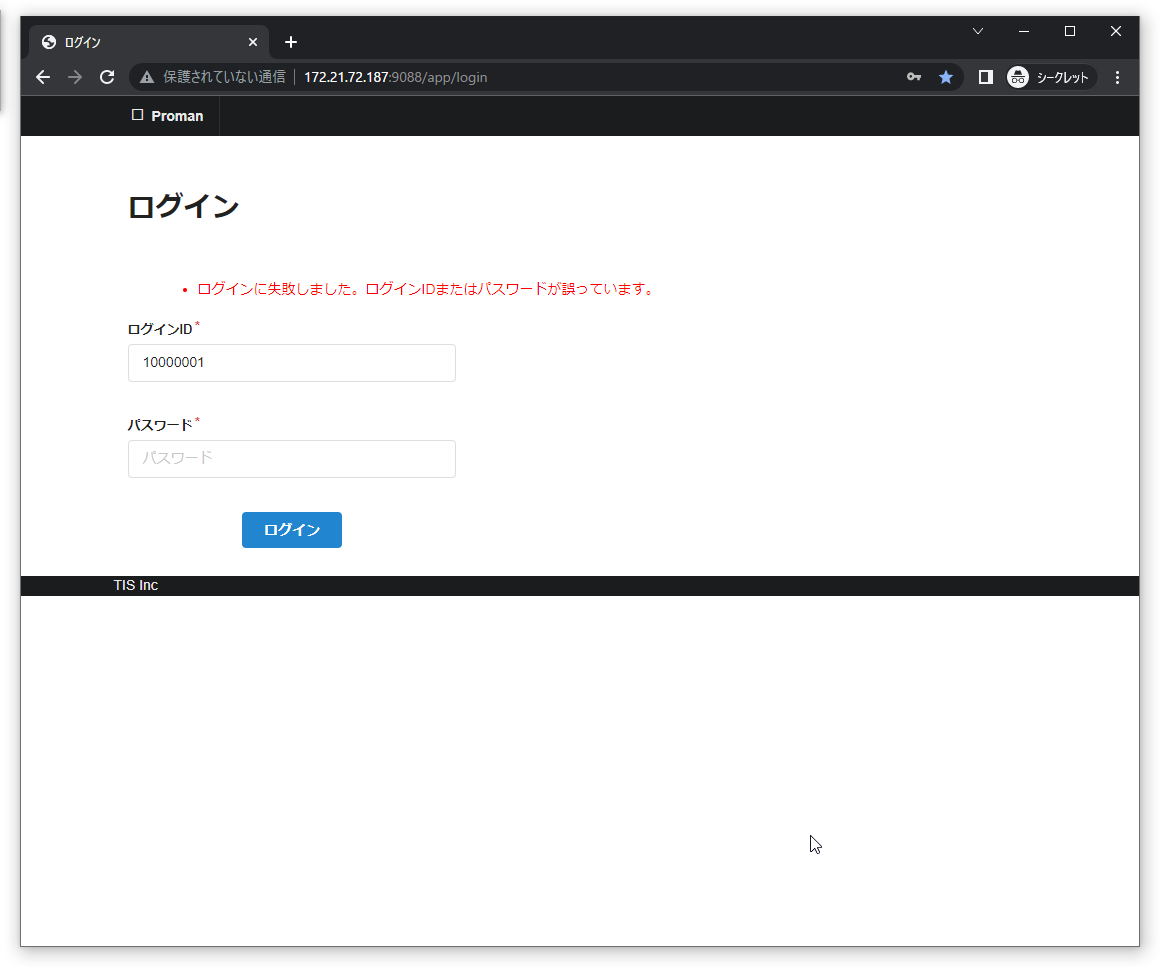 ログイン
保護されていない通信 172.21.72.187:9088/app/login シークレット
Proman
ログイン
ログインに失敗しました。ログインIDまたはパスワードが誤っています。
ログインID*
10000001
パスワード*
パスワード
ログイン
TIS Inc